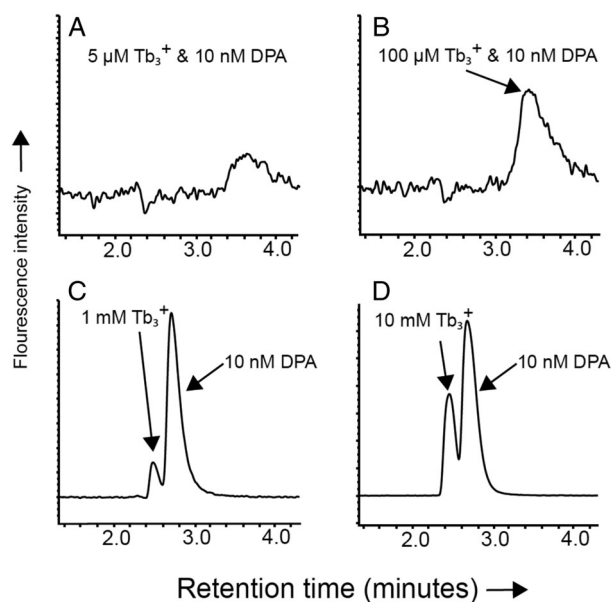 A
5 µM Tb₃⁺ & 10 nM DPA
2.0 3.0 4.0
B
100 µM Tb₃⁺ & 10 nM DPA
2.0 3.0 4.0
Flourescence intensity
C
1 mM Tb₃⁺
10 nM DPA
2.0 3.0 4.0
D
10 mM Tb₃⁺
10 nM DPA
2.0 3.0 4.0
Retention time (minutes)